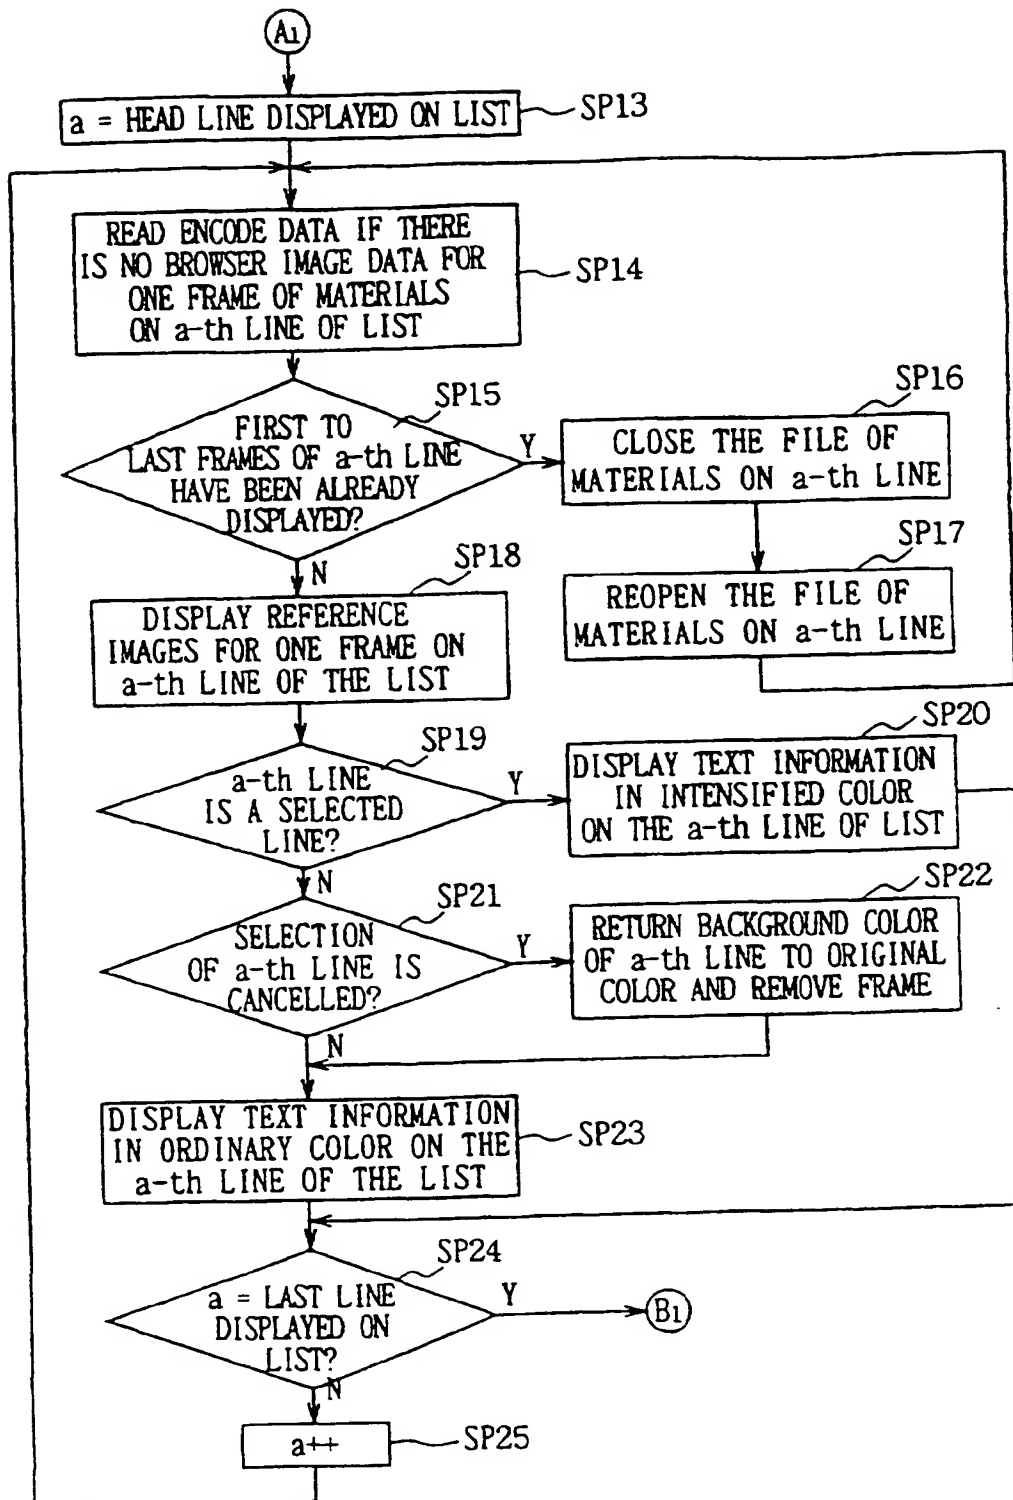 A1
a = HEAD LINE DISPLAYED ON LIST
SP13
READ ENCODE DATA IF THERE
IS NO BROWSER IMAGE DATA FOR
ONE FRAME OF MATERIALS
ON a-th LINE OF LIST
SP14
SP15
FIRST TO
LAST FRAMES OF a-th LINE
HAVE BEEN ALREADY
DISPLAYED?
Y
N
SP16
CLOSE THE FILE OF
MATERIALS ON a-th LINE
SP17
REOPEN THE FILE OF
MATERIALS ON a-th LINE
SP18
DISPLAY REFERENCE
IMAGES FOR ONE FRAME ON
a-th LINE OF THE LIST
SP19
a-th LINE
IS A SELECTED
LINE?
Y
N
SP20
DISPLAY TEXT INFORMATION
IN INTENSIFIED COLOR
ON THE a-th LINE OF LIST
SP21
SELECTION
OF a-th LINE IS
CANCELLED?
Y
N
SP22
RETURN BACKGROUND COLOR
OF a-th LINE TO ORIGINAL
COLOR AND REMOVE FRAME
DISPLAY TEXT INFORMATION
IN ORDINARY COLOR ON THE
a-th LINE OF THE LIST
SP23
SP24
a = LAST LINE
DISPLAYED ON
LIST?
Y
N
B1
a++
SP25